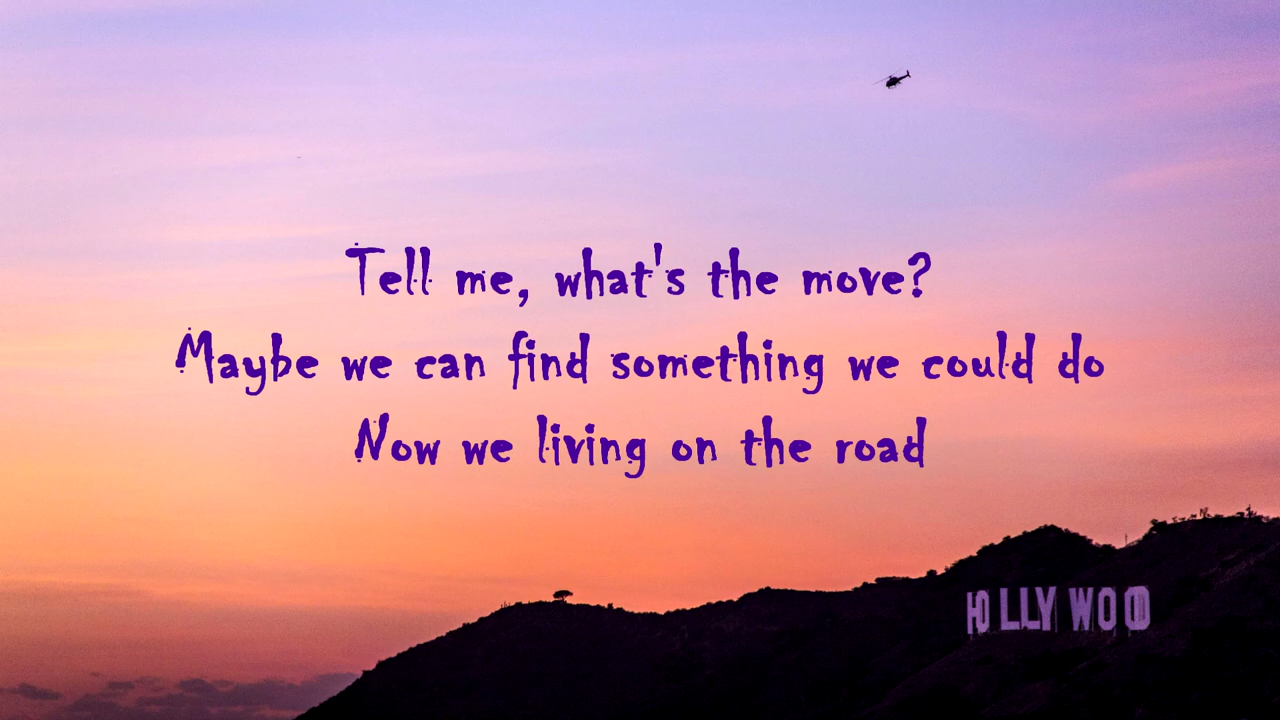 Tell me, what's the move?
Maybe we can find something we could do
Now we living on the road
HOLLYWOOD